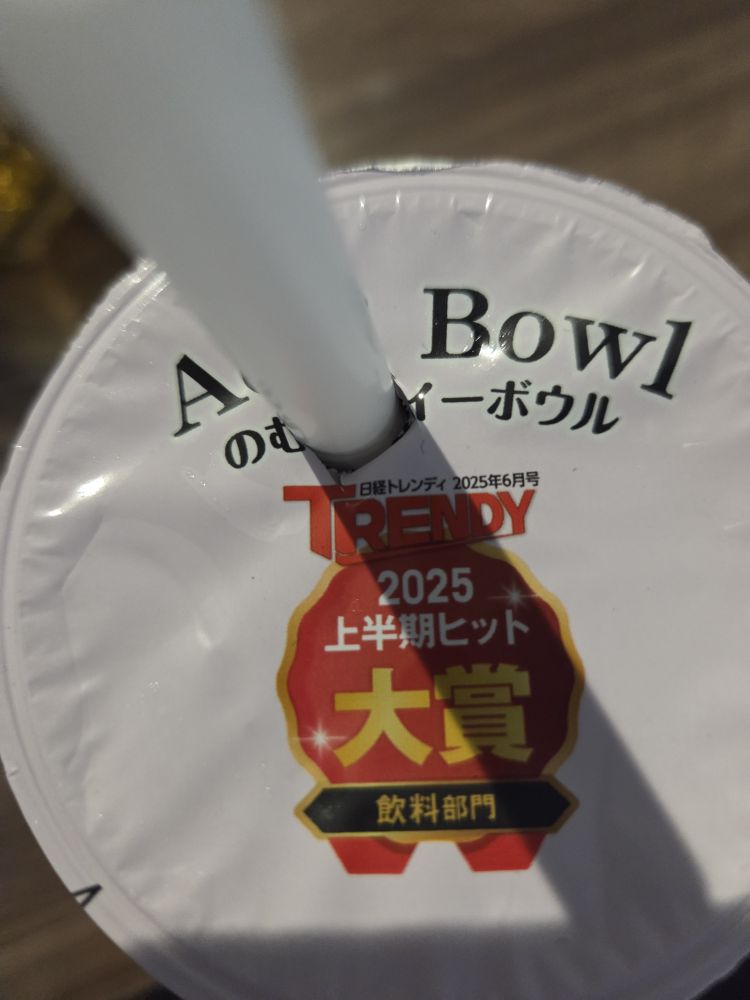 Bowl
のむ ィーボウル
日経トレンディ 2025年6月号
TRENDY
2025
上半期ヒット
大賞
飲料部門